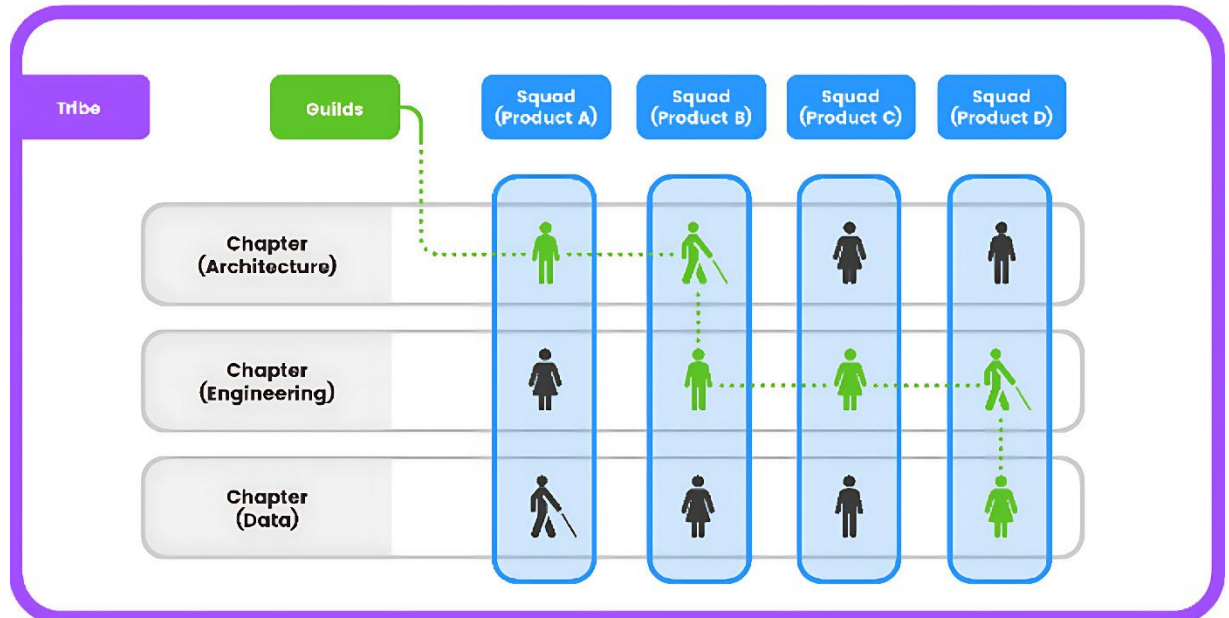 Tribe
Guilds
Squad
(Product A)
Squad
(Product B)
Squad
(Product C)
Squad
(Product D)
Chapter
(Architecture)
Chapter
(Engineering)
Chapter
(Data)